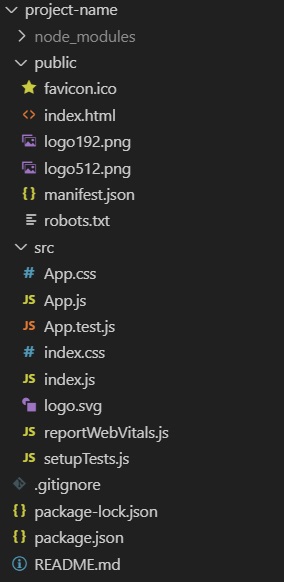 project-name
node_modules
public
favicon.ico
index.html
logo192.png
logo512.png
manifest.json
robots.txt
src
App.css
App.js
App.test.js
index.css
index.js
logo.svg
reportWebVitals.js
setupTests.js
.gitignore
package-lock.json
package.json
README.md